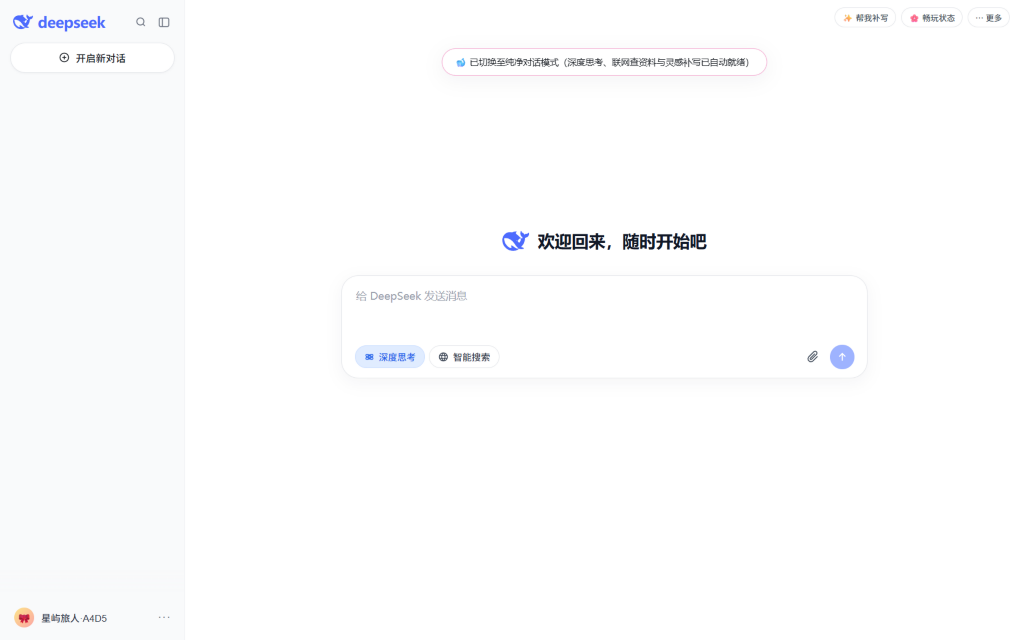 deepseek
开启新对话
帮我补写
畅玩状态
··· 更多
已切换至纯净对话模式（深度思考、联网查资料与灵感补写已自动就绪）
欢迎回来，随时开始吧
给 DeepSeek 发送消息
深度思考
智能搜索
星屿旅人·A4D5
···